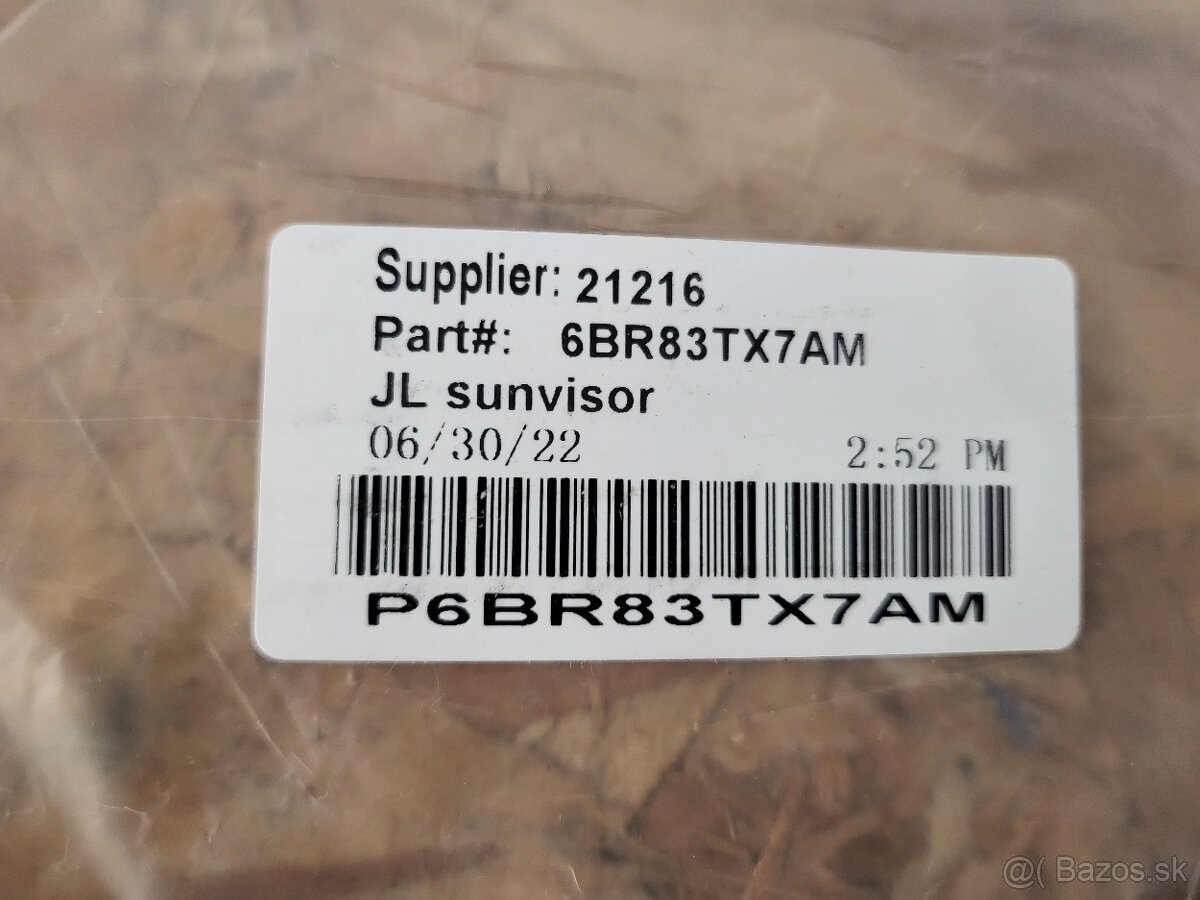 Supplier: 21216
Part#: 6BR83TX7AM
JL sunvisor
06/30/22 2:52 PM
P6BR83TX7AM
@( Bazos.sk